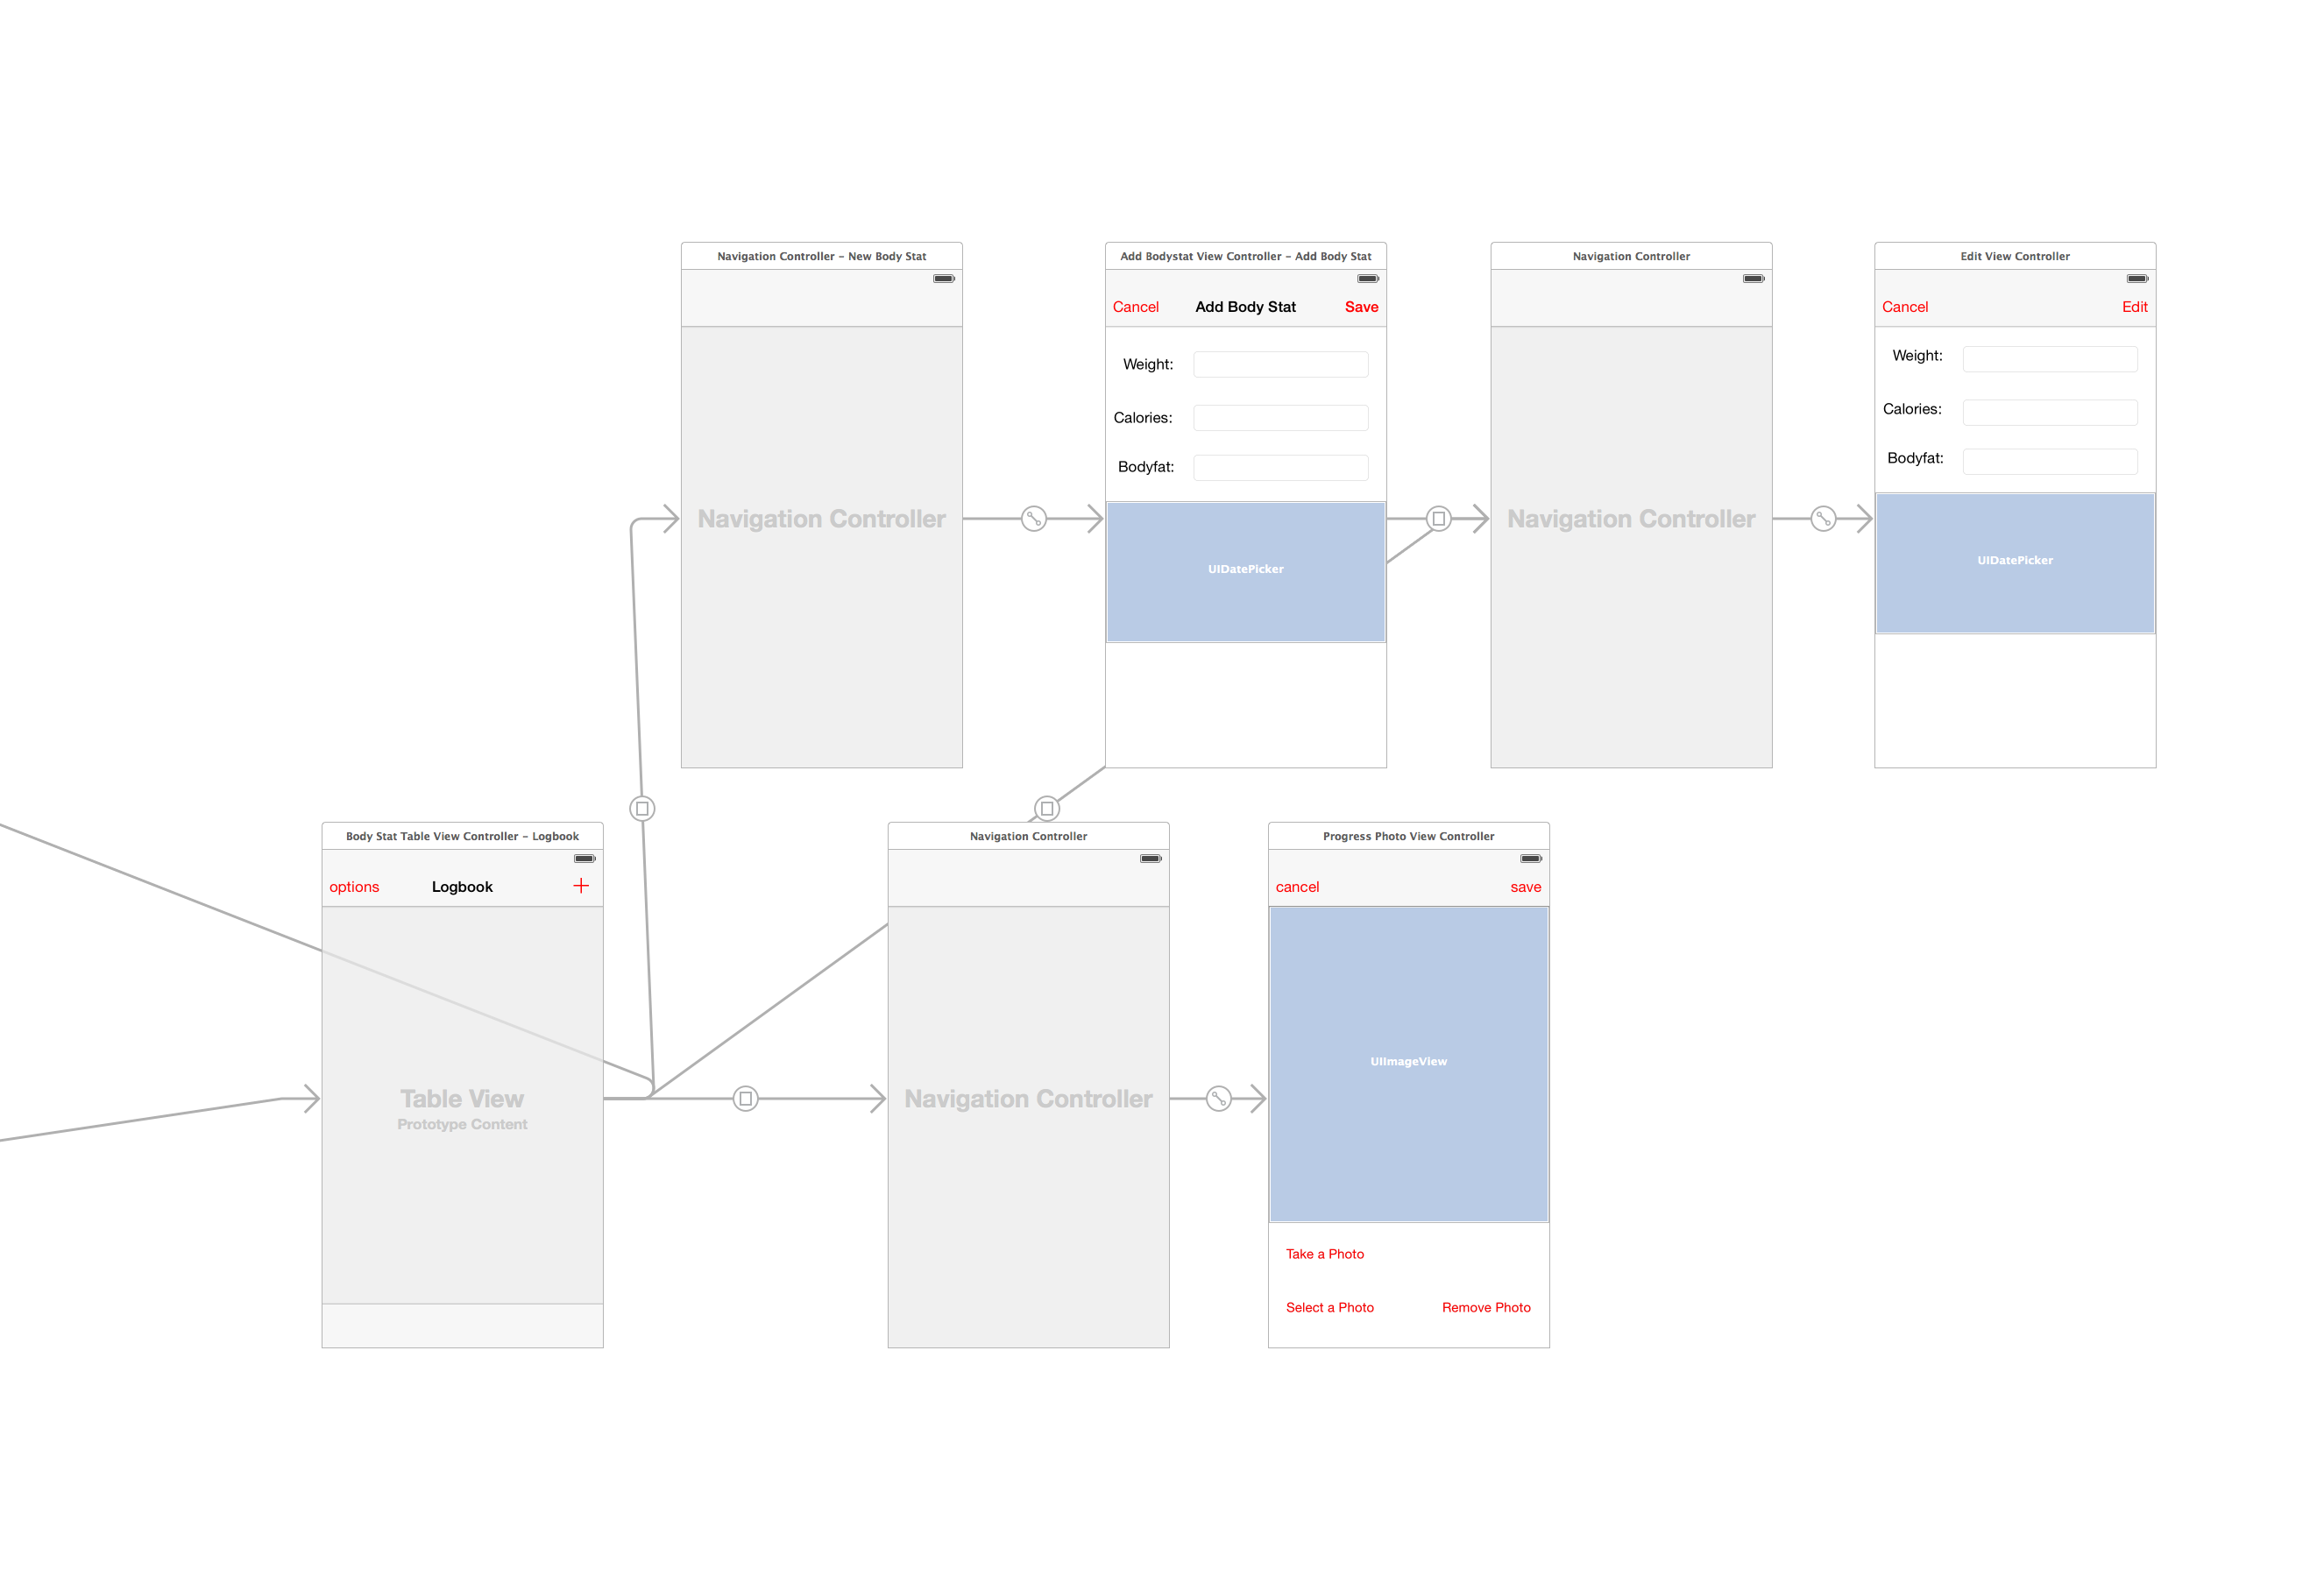 Navigation Controller - New Body Stat
Navigation Controller
Add Bodystat View Controller - Add Body Stat
Cancel Add Body Stat Save
Weight:
Calories:
Bodyfat:
UIDatePicker
Navigation Controller
Navigation Controller
Edit View Controller
Cancel Edit
Weight:
Calories:
Bodyfat:
UIDatePicker
Body Stat Table View Controller - Logbook
options Logbook +
Table View
Prototype Content
Navigation Controller
Navigation Controller
Progress Photo View Controller
cancel save
UIImageView
Take a Photo
Select a Photo Remove Photo